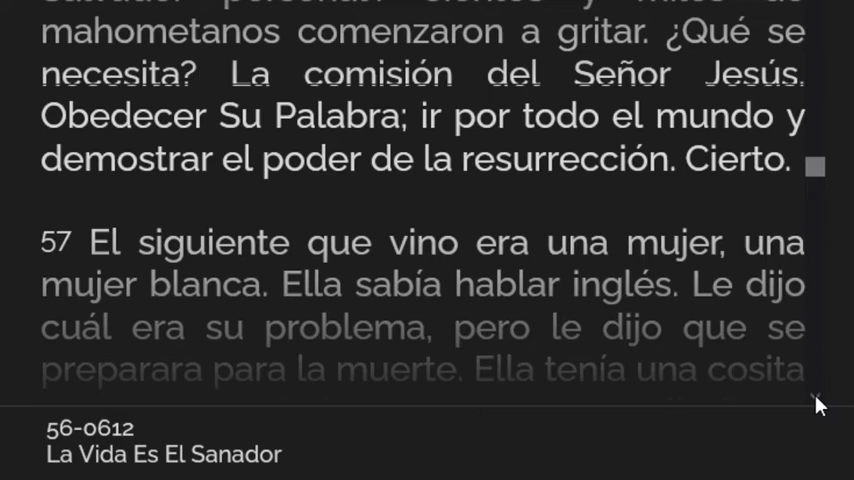 mahometanos comenzaron a gritar. ¿Qué se
necesita? La comisión del Señor Jesús.
Obedecer Su Palabra; ir por todo el mundo y
demostrar el poder de la resurrección. Cierto.
57 El siguiente que vino era una mujer, una
mujer blanca. Ella sabía hablar inglés. Le dijo
cuál era su problema, pero le dijo que se
preparara para la muerte. Ella tenía una cosita
56-0612
La Vida Es El Sanador